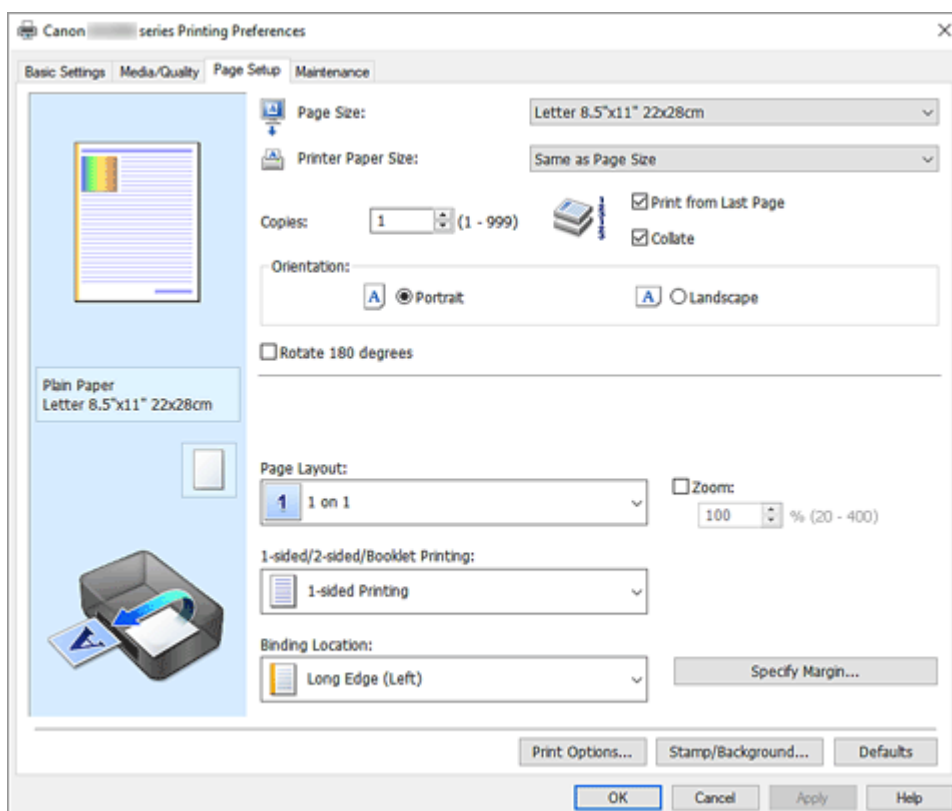 Canon series Printing Preferences
Basic Settings Media/Quality Page Setup Maintenance
Page Size: Letter 8.5"x11" 22x28cm
Printer Paper Size: Same as Page Size
Copies: 1 (1 - 999)
Print from Last Page
Collate
Orientation:
A Portrait A Landscape
Rotate 180 degrees
Plain Paper
Letter 8.5"x11" 22x28cm
Page Layout:
1 1 on 1
Zoom:
100 % (20 - 400)
1-sided/2-sided/Booklet Printing:
1-sided Printing
Binding Location:
Long Edge (Left)
Specify Margin...
A
Print Options... Stamp/Background... Defaults
OK Cancel Apply Help